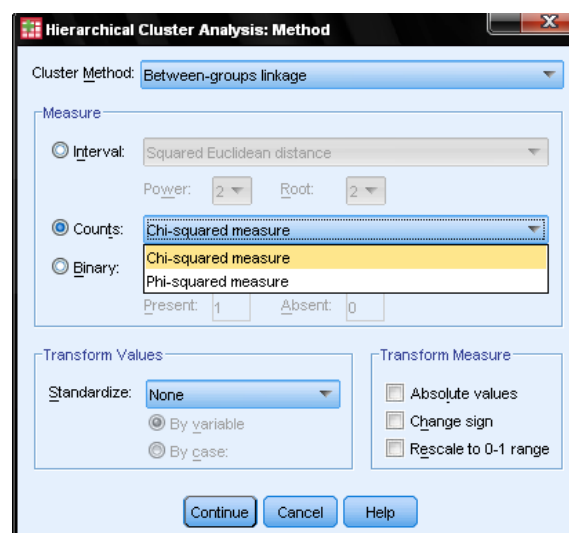 Hierarchical Cluster Analysis: Method
Cluster Method: Between-groups linkage
Measure
Interval: Squared Euclidean distance
Power: 2 Root: 2
Counts: Chi-squared measure
Chi-squared measure
Binary:
Phi-squared measure
Present: 1 Absent: 0
Transform Values
Standardize: None
By variable
By case:
Transform Measure
Absolute values
Change sign
Rescale to 0-1 range
Continue Cancel Help